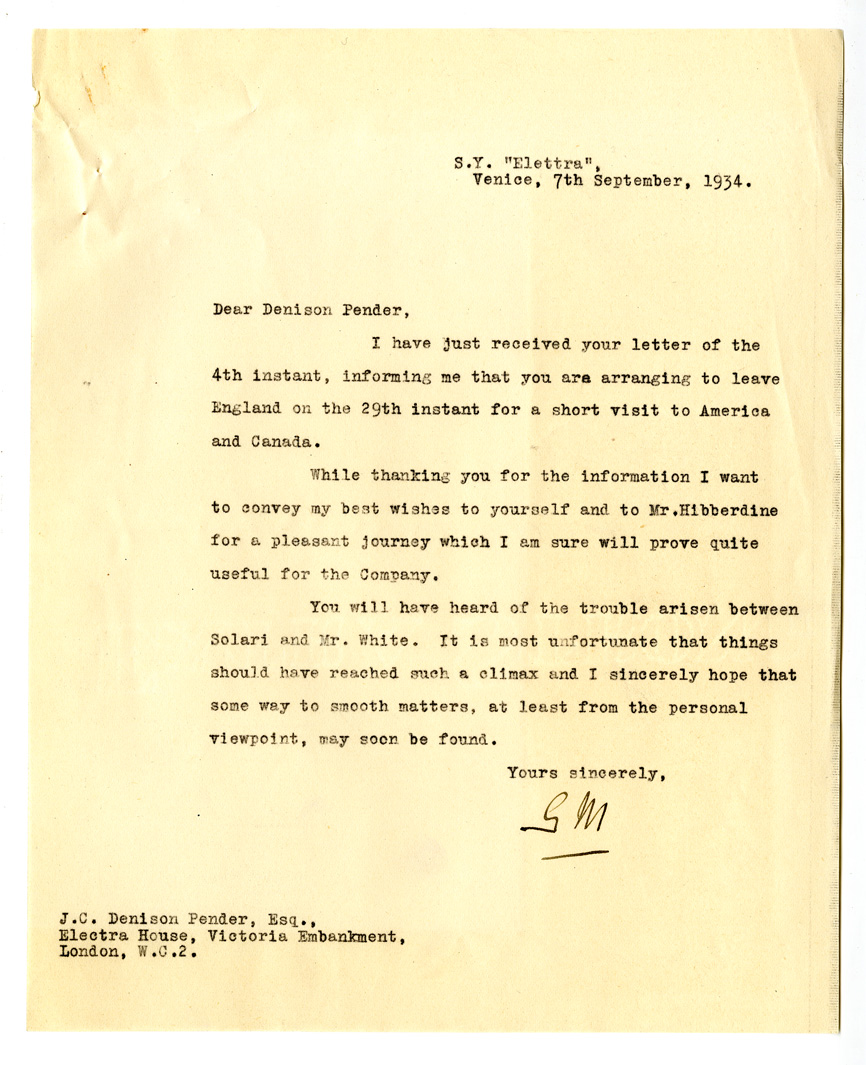 S.Y. "Elettra",
Venice, 7th September, 1934.
Dear Denison Pender,
I have just received your letter of the
4th instant, informing me that you are arranging to leave
England on the 29th instant for a short visit to America
and Canada.
While thanking you for the information I want
to convey my best wishes to yourself and to Mr.Hibberdine
for a pleasant journey which I am sure will prove quite
useful for the Company.
You will have heard of the trouble arisen between
Solari and Mr. White.  It is most unfortunate that things
should have reached such a climax and I sincerely hope that
some way to smooth matters, at least from the personal
viewpoint, may soon be found.
Yours sincerely,
G M
J.C. Denison Pender, Esq.,
Electra House, Victoria Embankment,
London, W.C.2.